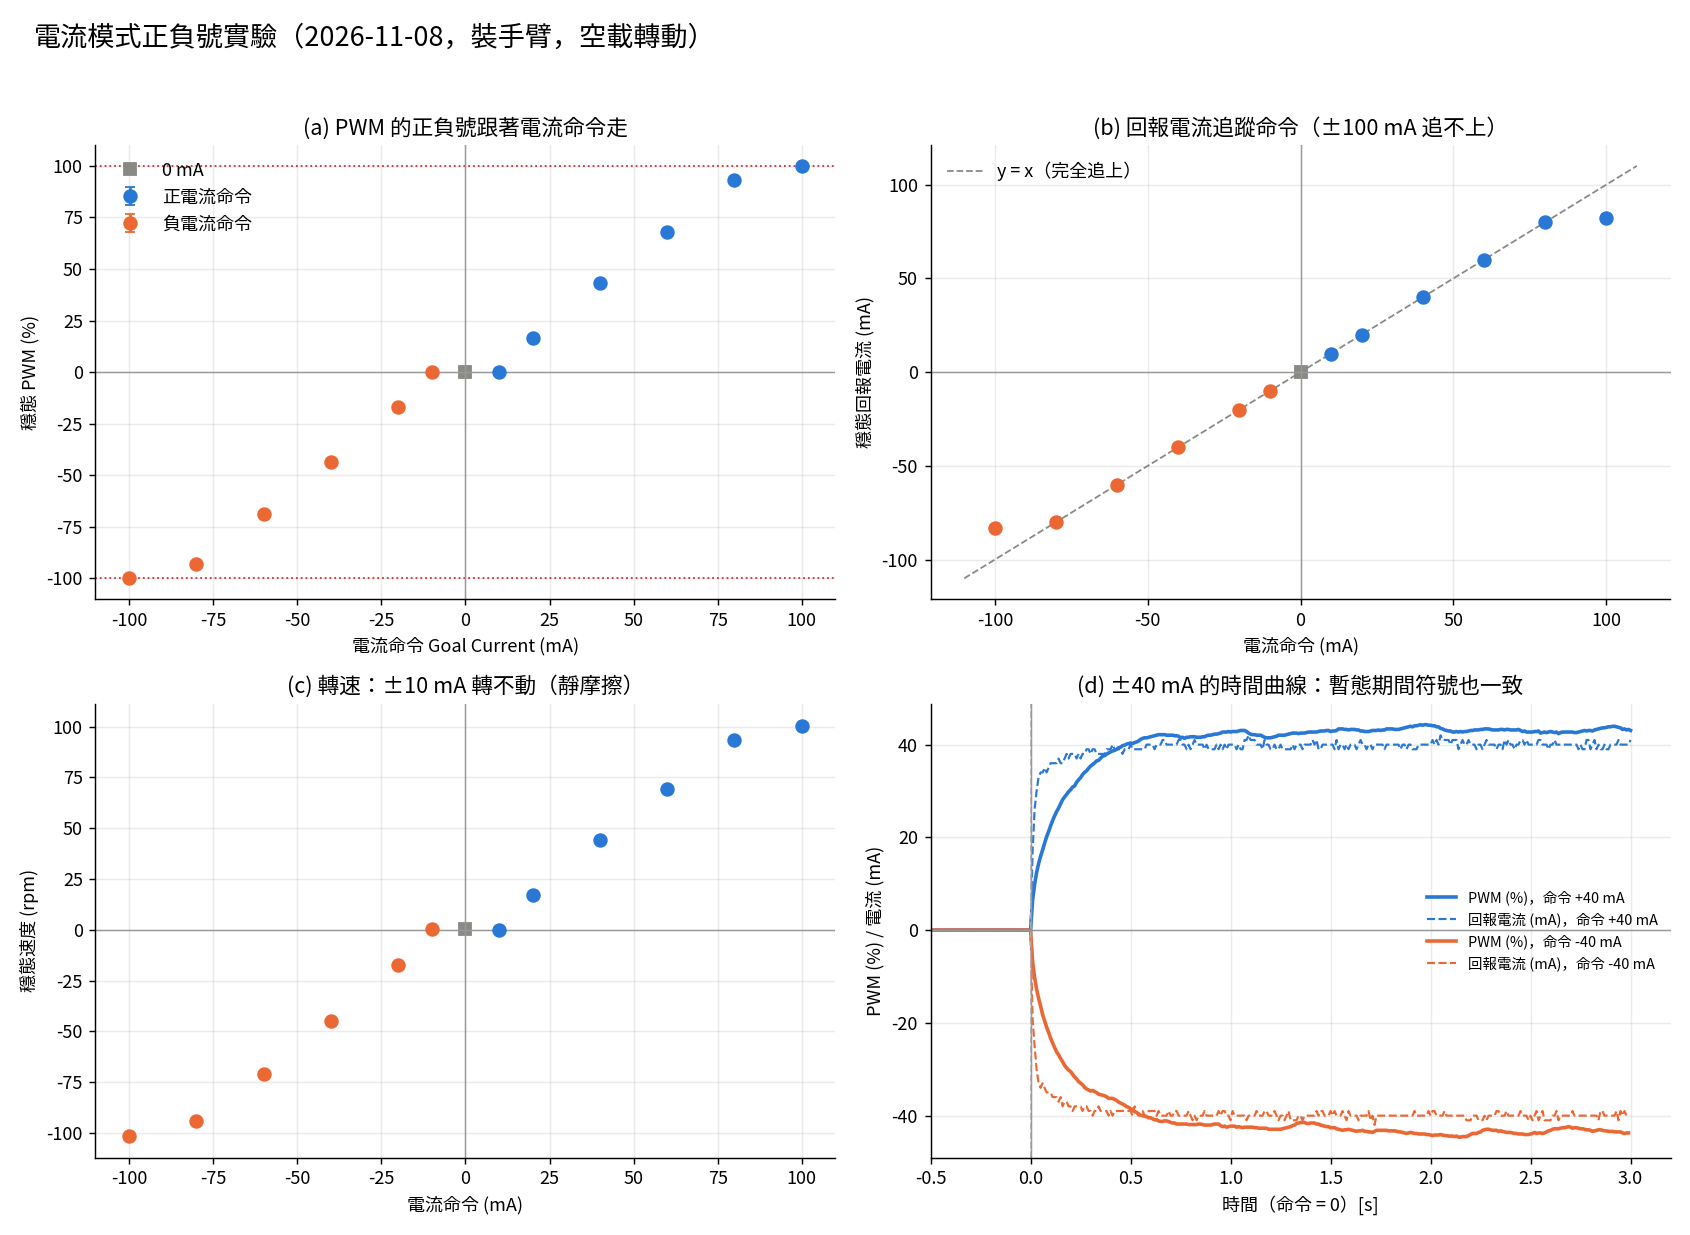 電流模式正負號實驗（2026-11-08，裝手臂，空載轉動）
(a) PWM 的正負號跟著電流命令走
0 mA
正電流命令
負電流命令
100
75
50
25
0
-25
-50
-75
-100
穩態 PWM (%)
-100
-75
-50
-25
0
25
50
75
100
電流命令 Goal Current (mA)
(b) 回報電流追蹤命令（±100 mA 追不上）
y = x（完全追上）
100
50
0
-50
-100
穩態回報電流 (mA)
-100
-50
0
50
100
電流命令 (mA)
(c) 轉速：±10 mA 轉不動（靜摩擦）
100
75
50
25
0
-25
-50
-75
-100
穩態速度 (rpm)
-100
-75
-50
-25
0
25
50
75
100
電流命令 (mA)
(d) ±40 mA 的時間曲線：暫態期間符號也一致
40
20
0
-20
-40
PWM (%) / 電流 (mA)
PWM (%)，命令 +40 mA
回報電流 (mA)，命令 +40 mA
PWM (%)，命令 -40 mA
回報電流 (mA)，命令 -40 mA
-0.5
0.0
0.5
1.0
1.5
2.0
2.5
3.0
時間（命令 = 0）[s]